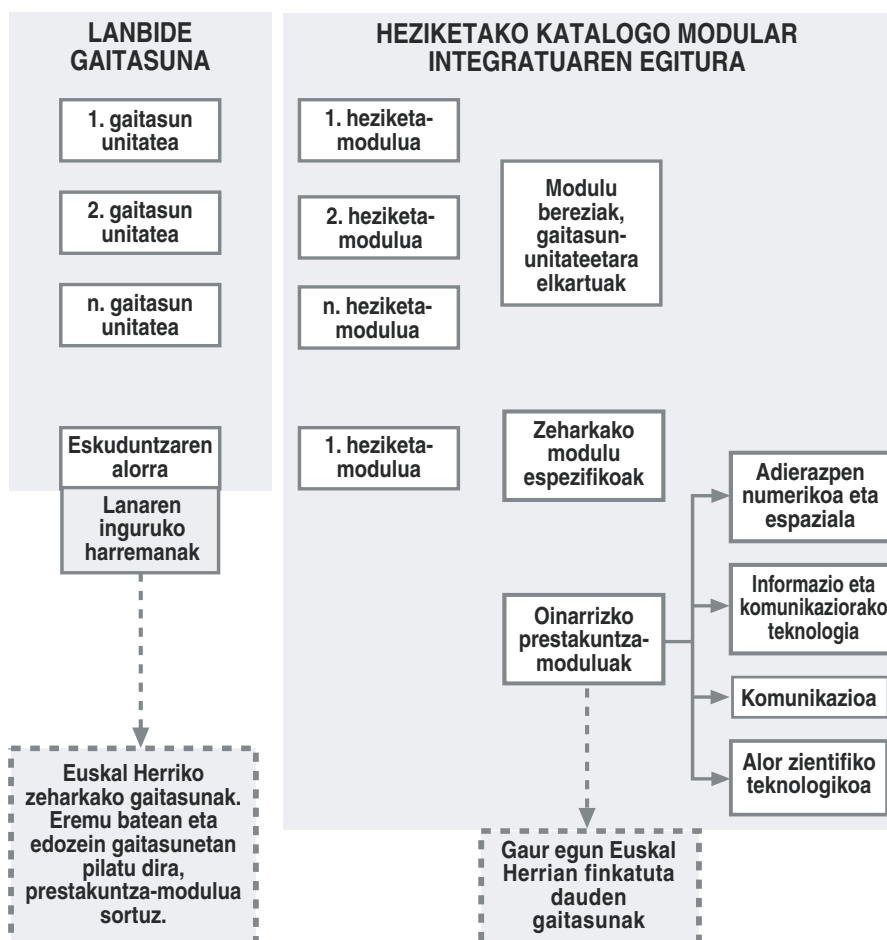 LANBIDE
GAITASUNA
1. gaitasun
unitatea
2. gaitasun
unitatea
n. gaitasun
unitatea
Eskuduntzaren
alorra
Lanaren
inguruko
harremanak
Euskal Herriko
zeharkako gaitasunak.
Eremu batean eta
edozein gaitasunetan
pilatu dira,
prestakuntza-modulua
sortuz.
HEZIKETAKO KATALOGO MODULAR
INTEGRATUAREN EGITURA
1. heziketa-
modulua
2. heziketa-
modulua
n. heziketa-
modulua
Modulu
bereziak,
gaitasun-
unitateetara
elkartuak
1. heziketa-
modulua
Zeharkako
modulu
espezifikoak
Oinarrizko
prestakuntza-
moduluak
Adierazpen
numerikoa eta
espaziala
Informazio eta
komunikaziorako
teknologia
Komunikazioa
Alor zientifiko
teknologikoa
Gaur egun Euskal
Herrian finkatuta
dauden
gaitasunak